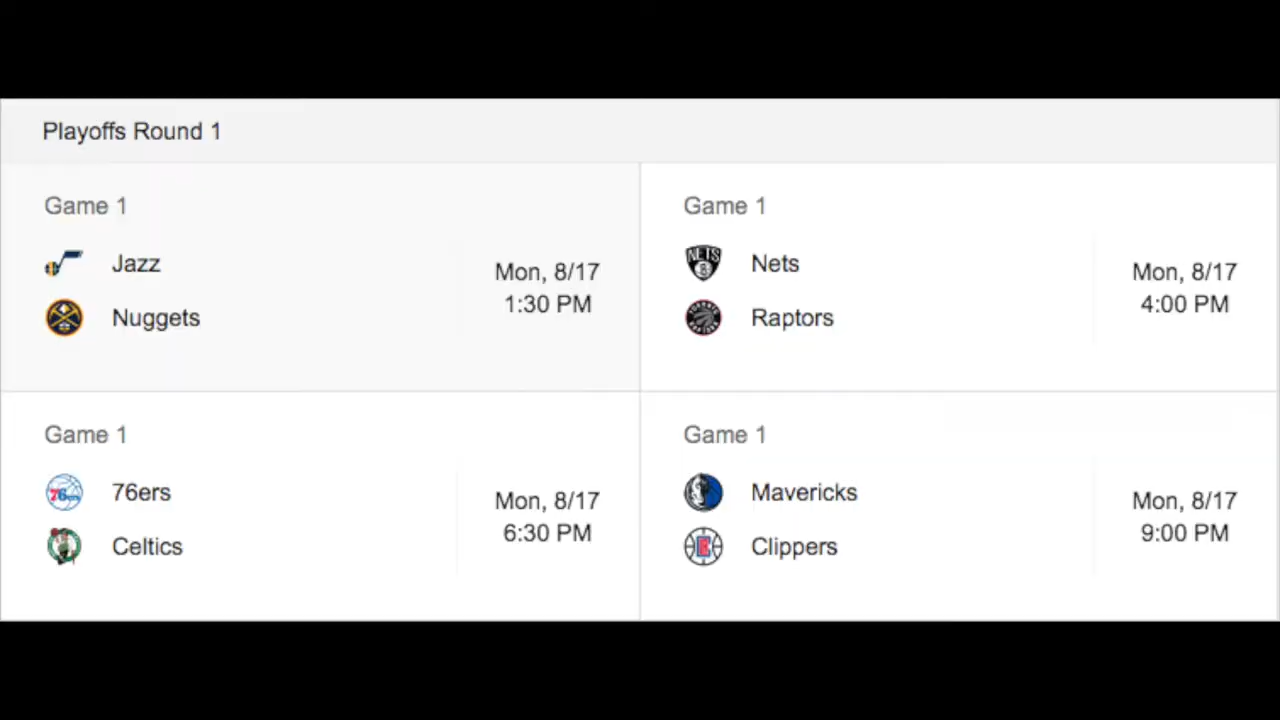 Playoffs Round 1
Game 1
Jazz
Nuggets
Mon, 8/17
1:30 PM
Game 1
NETS
Nets
Raptors
Mon, 8/17
4:00 PM
Game 1
76ers
76ers
Celtics
Mon, 8/17
6:30 PM
Game 1
Mavericks
Clippers
Mon, 8/17
9:00 PM